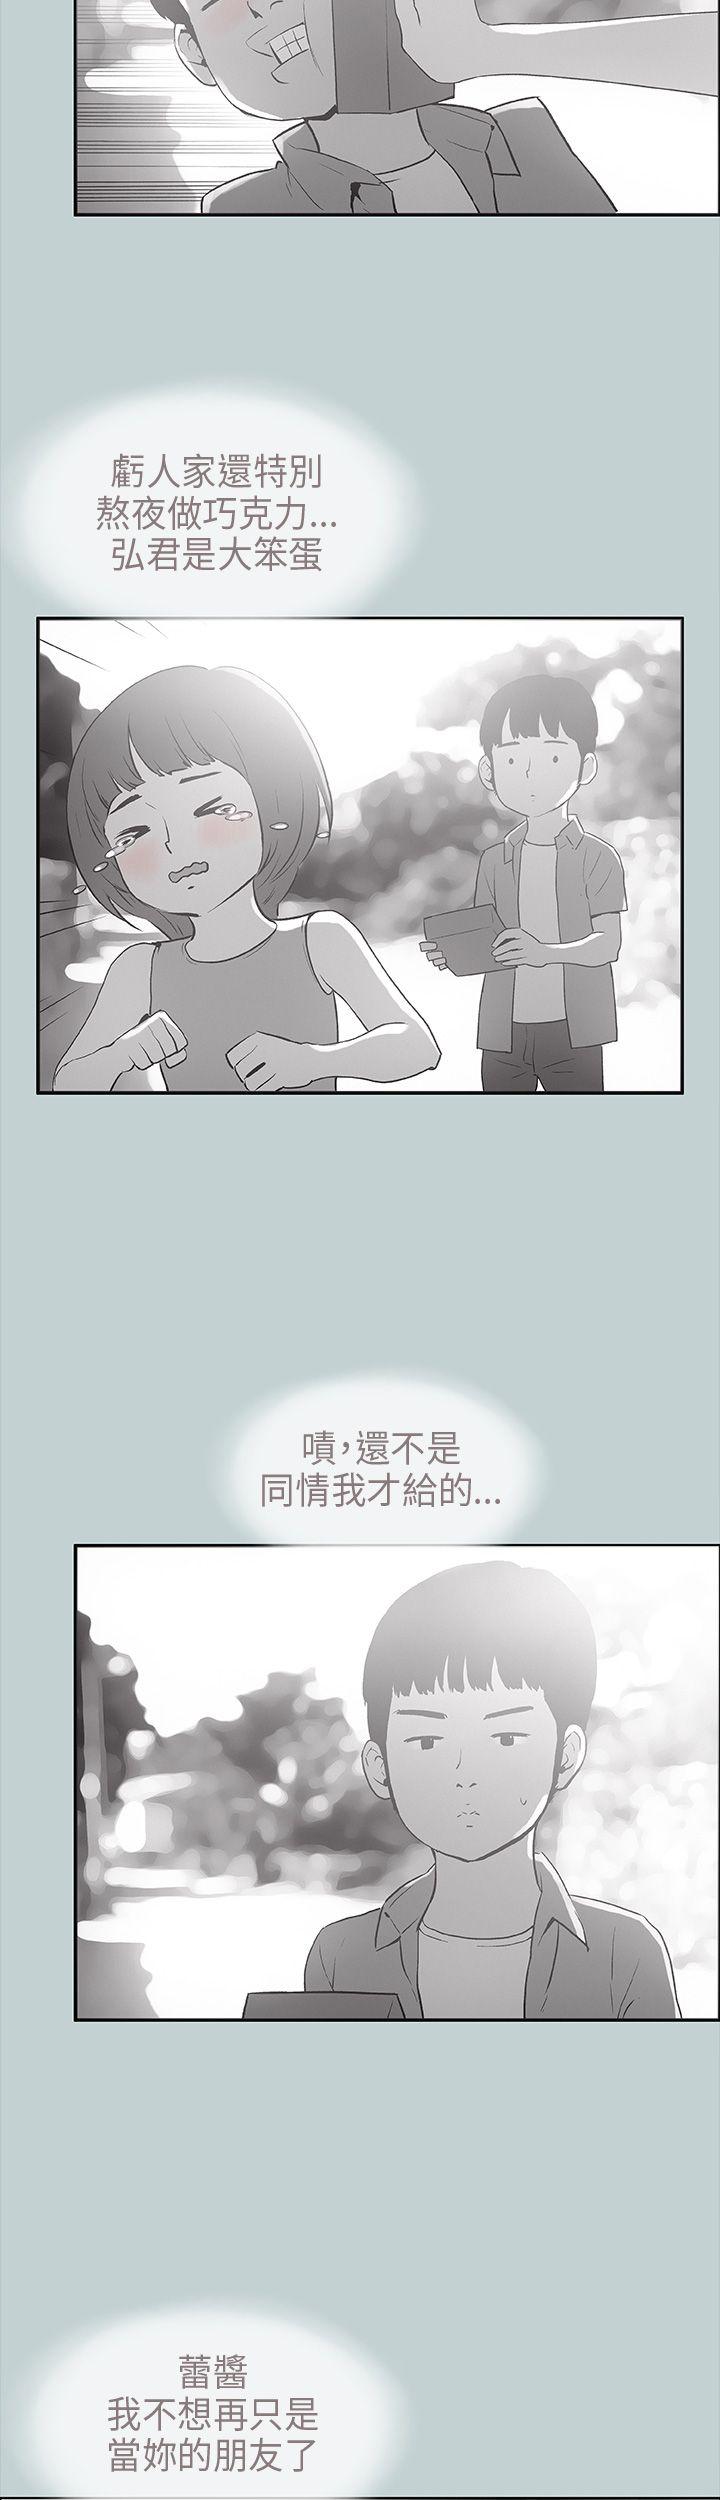 虧人家還特別
熬夜做巧克力…
弘君是大笨蛋
嘖，還不是
同情我才給的…
蕾醬
我不想再只是
當妳的朋友了